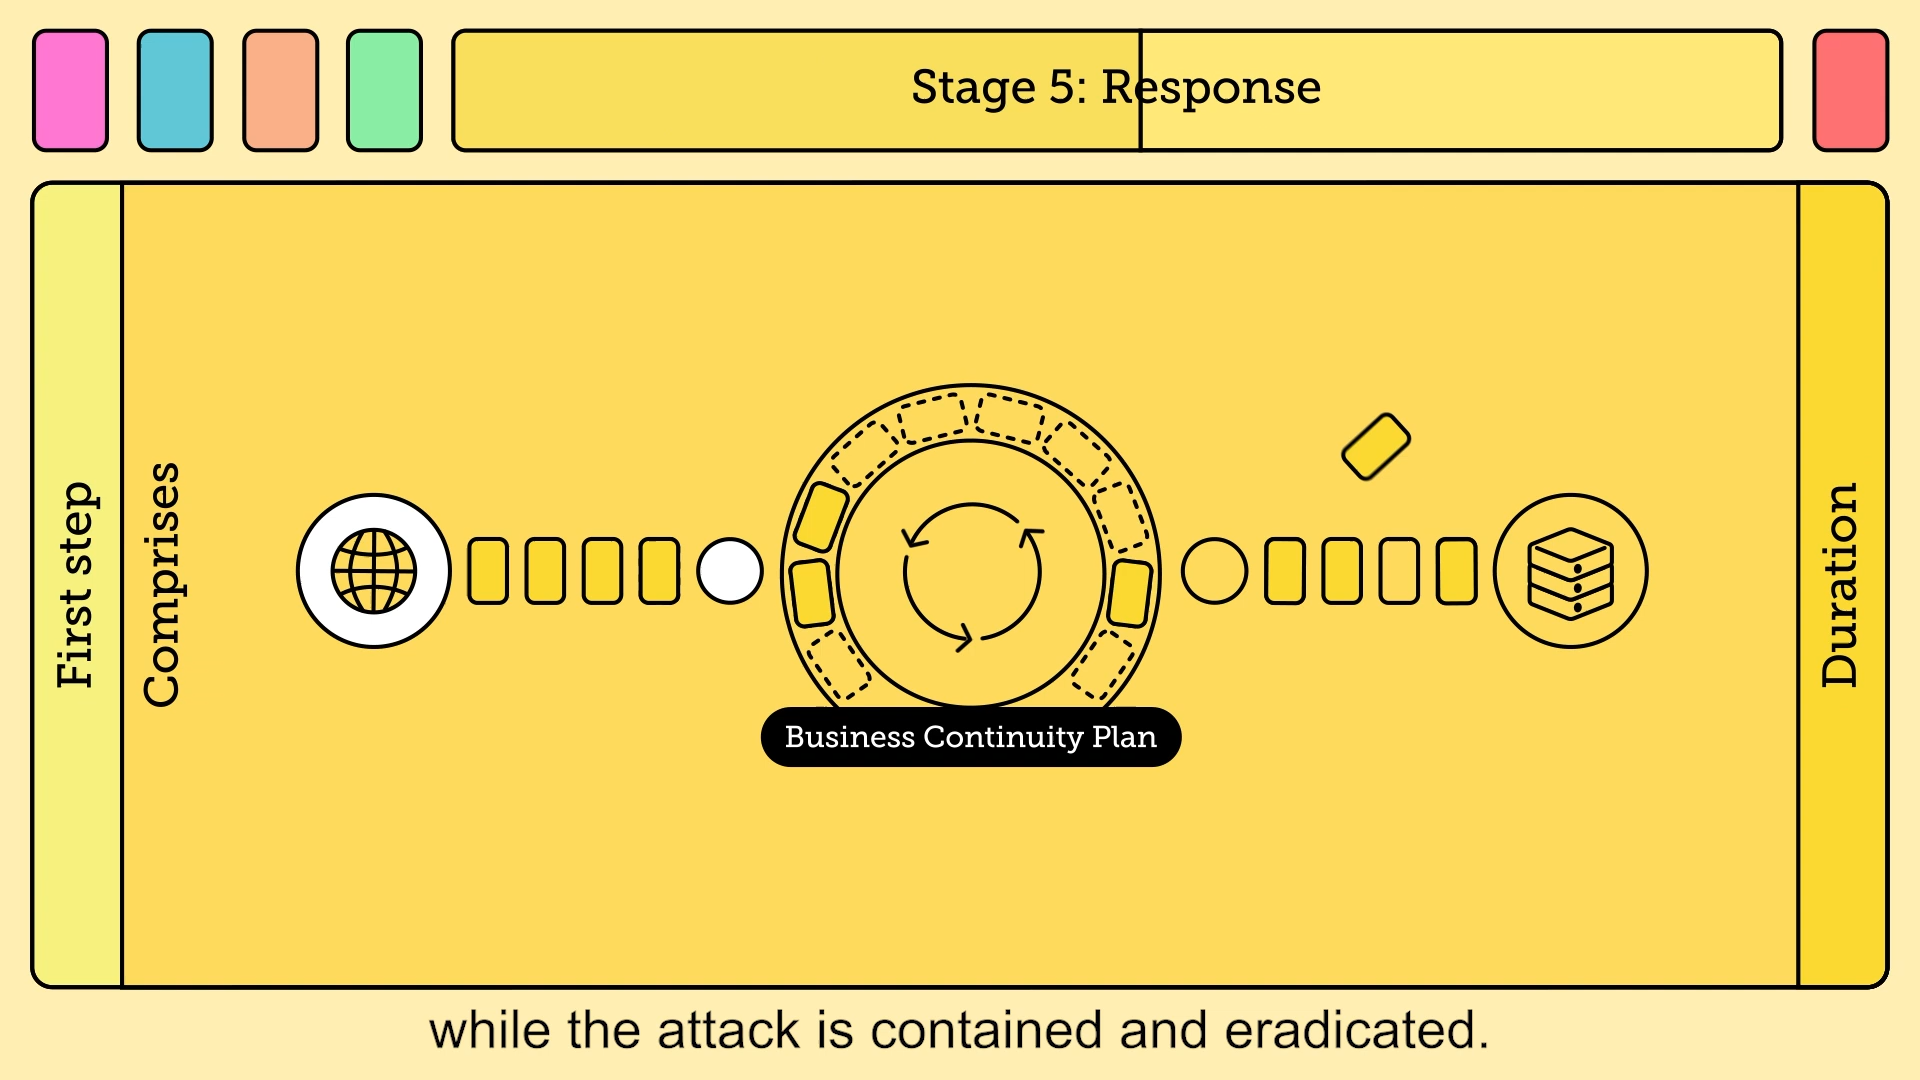 Stage 5: Response
First step
Comprises
Business Continuity Plan
Duration
while the attack is contained and eradicated.